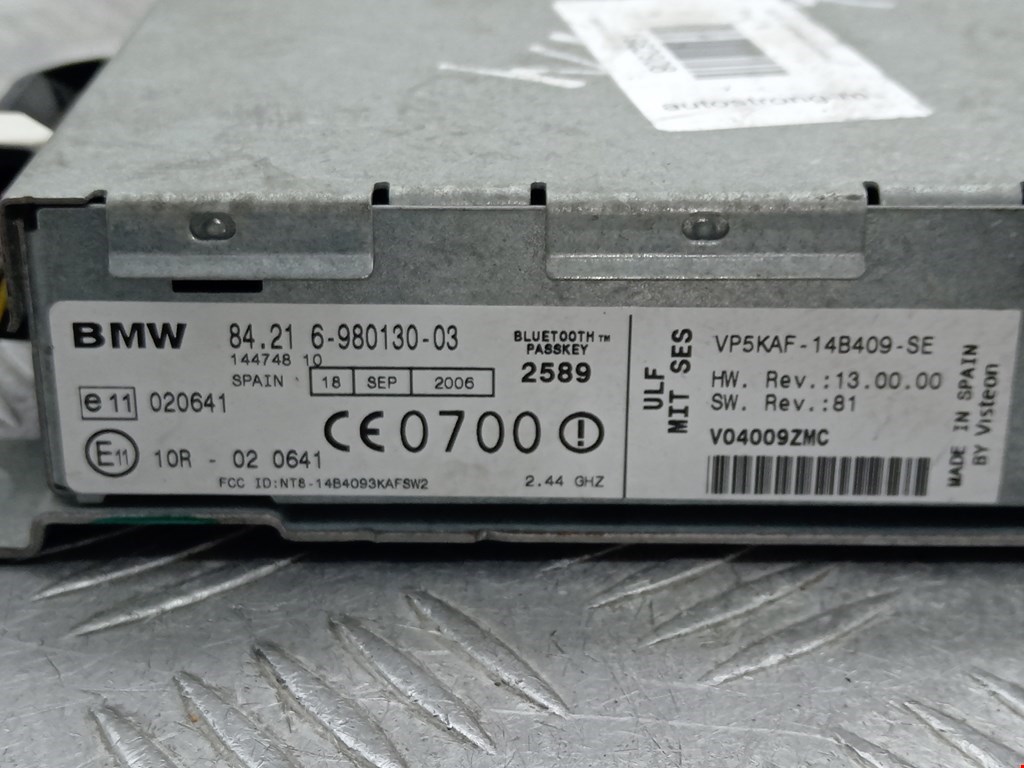 BMW 84.21 6-980130-03
144748 10
SPAIN 18 SEP 2006
BLUETOOTH™
PASSKEY
2589
e11 020641
E11 10R - 02 0641
CE0700
FCC ID:NT8-14B4093KAFSW2 2.44 GHZ
ULF
MIT SES
VP5KAF-14B409-SE
HW. Rev.:13.00.00
SW. Rev.:81
V04009ZMC
MADE IN SPAIN
BY Visteon